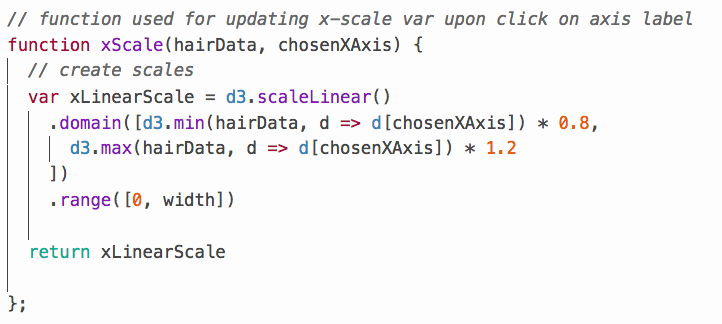 // function used for updating x-scale var upon click on axis label
function xScale(hairData, chosenXAxis) {
  // create scales
  var xLinearScale = d3.scaleLinear()
    .domain([d3.min(hairData, d => d[chosenXAxis]) * 0.8,
      d3.max(hairData, d => d[chosenXAxis]) * 1.2
    ])
    .range([0, width])
  return xLinearScale
};